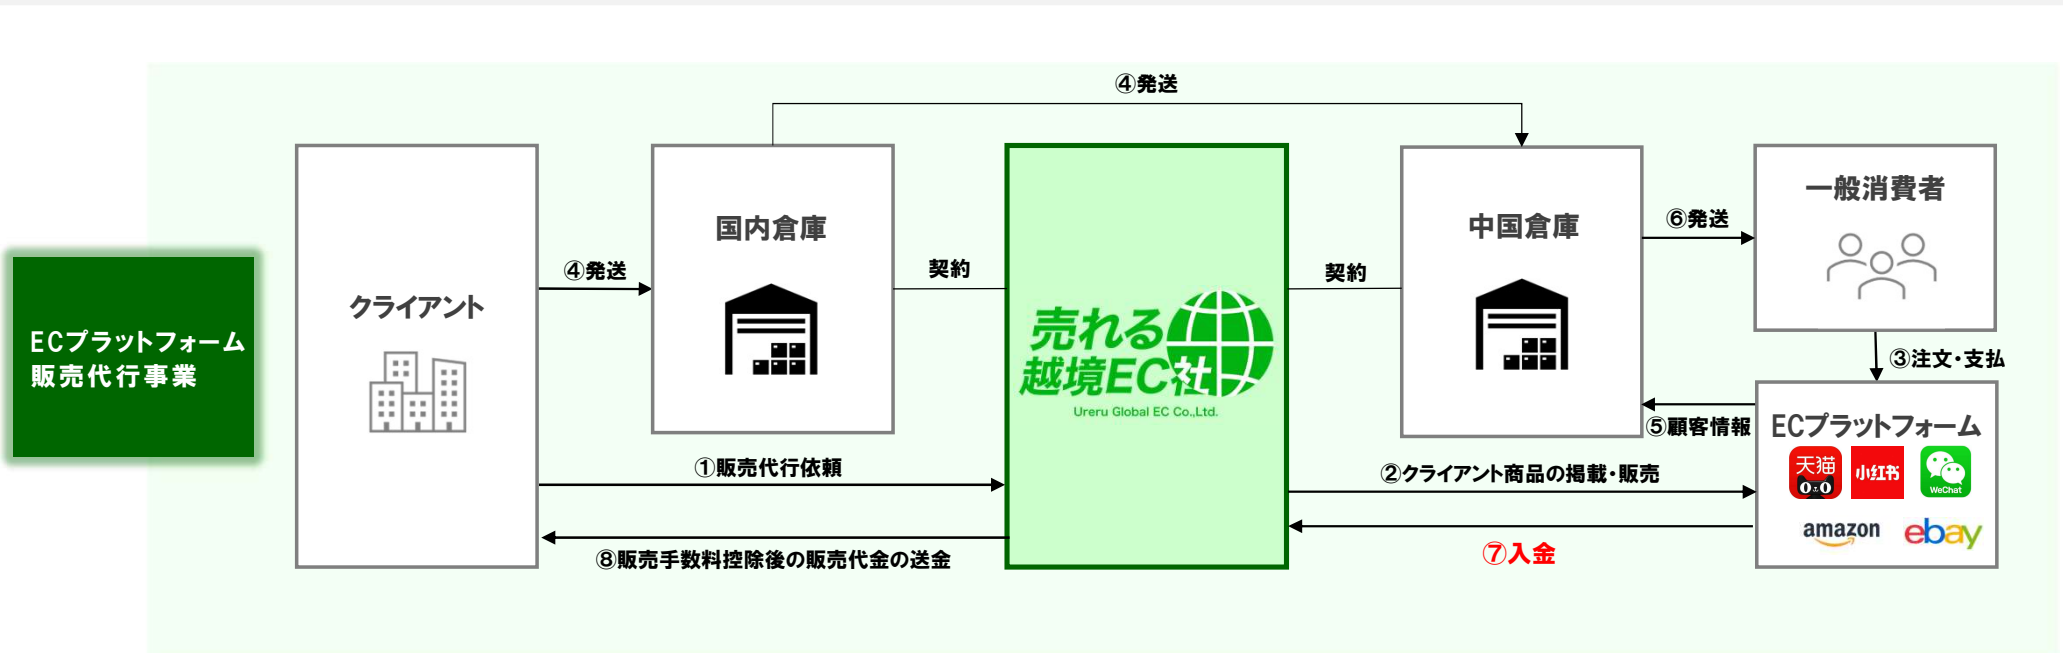 ECプラットフォーム
販売代行事業
クライアント
④発送
国内倉庫
④発送
契約
売れる
越境EC社
Ureru Global EC Co.,Ltd.
契約
中国倉庫
⑥発送
一般消費者
③注文・支払
⑤顧客情報
ECプラットフォーム
天猫
小红书
WeChat
amazon
ebay
①販売代行依頼
②クライアント商品の掲載・販売
⑦入金
⑧販売手数料控除後の販売代金の送金